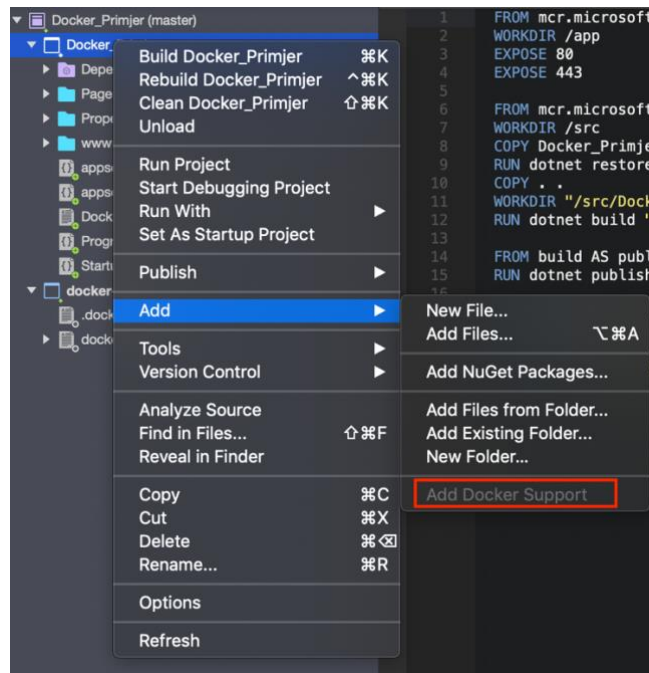 Docker_Primjer (master)
Docker_
Build Docker_Primjer ⌘K
Rebuild Docker_Primjer ^⌘K
Clean Docker_Primjer ⇧⌘K
Unload
Run Project
Start Debugging Project
Run With
Set As Startup Project
Publish
Add
Tools
Version Control
Analyze Source
Find in Files... ⇧⌘F
Reveal in Finder
Copy ⌘C
Cut ⌘X
Delete ⌘⌫
Rename... ⌘R
Options
Refresh
Depe
Page
Prope
www
apps
apps
Dock
Progr
Startu
docker
.dock
docke
New File...
Add Files... ⌥⌘A
Add NuGet Packages...
Add Files from Folder...
Add Existing Folder...
New Folder...
Add Docker Support
1 FROM mcr.microsoft
2 WORKDIR /app
3 EXPOSE 80
4 EXPOSE 443
5
6 FROM mcr.microsoft
7 WORKDIR /src
8 COPY Docker_Primje
9 RUN dotnet restore
10 COPY . .
11 WORKDIR "/src/Dock
12 RUN dotnet build "
13
14 FROM build AS publ
15 RUN dotnet publish
16